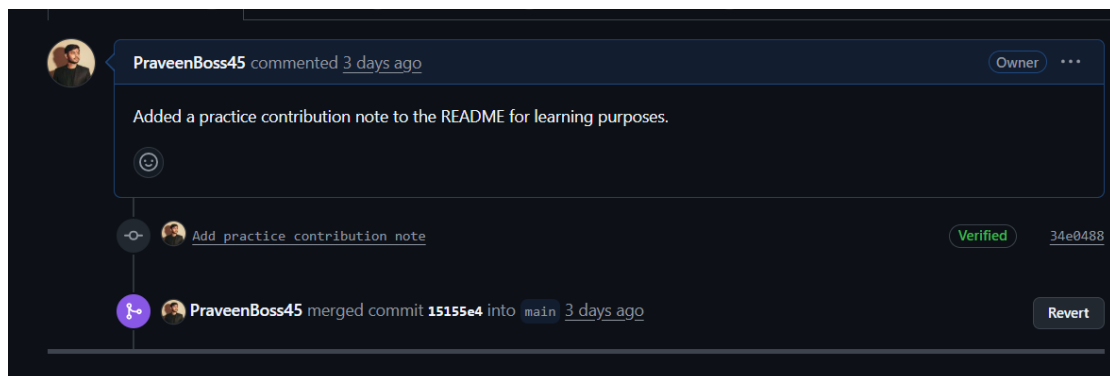 PraveenBoss45 commented 3 days ago Owner
Added a practice contribution note to the README for learning purposes.
Add practice contribution note Verified 34e0488
PraveenBoss45 merged commit 15155e4 into main 3 days ago Revert